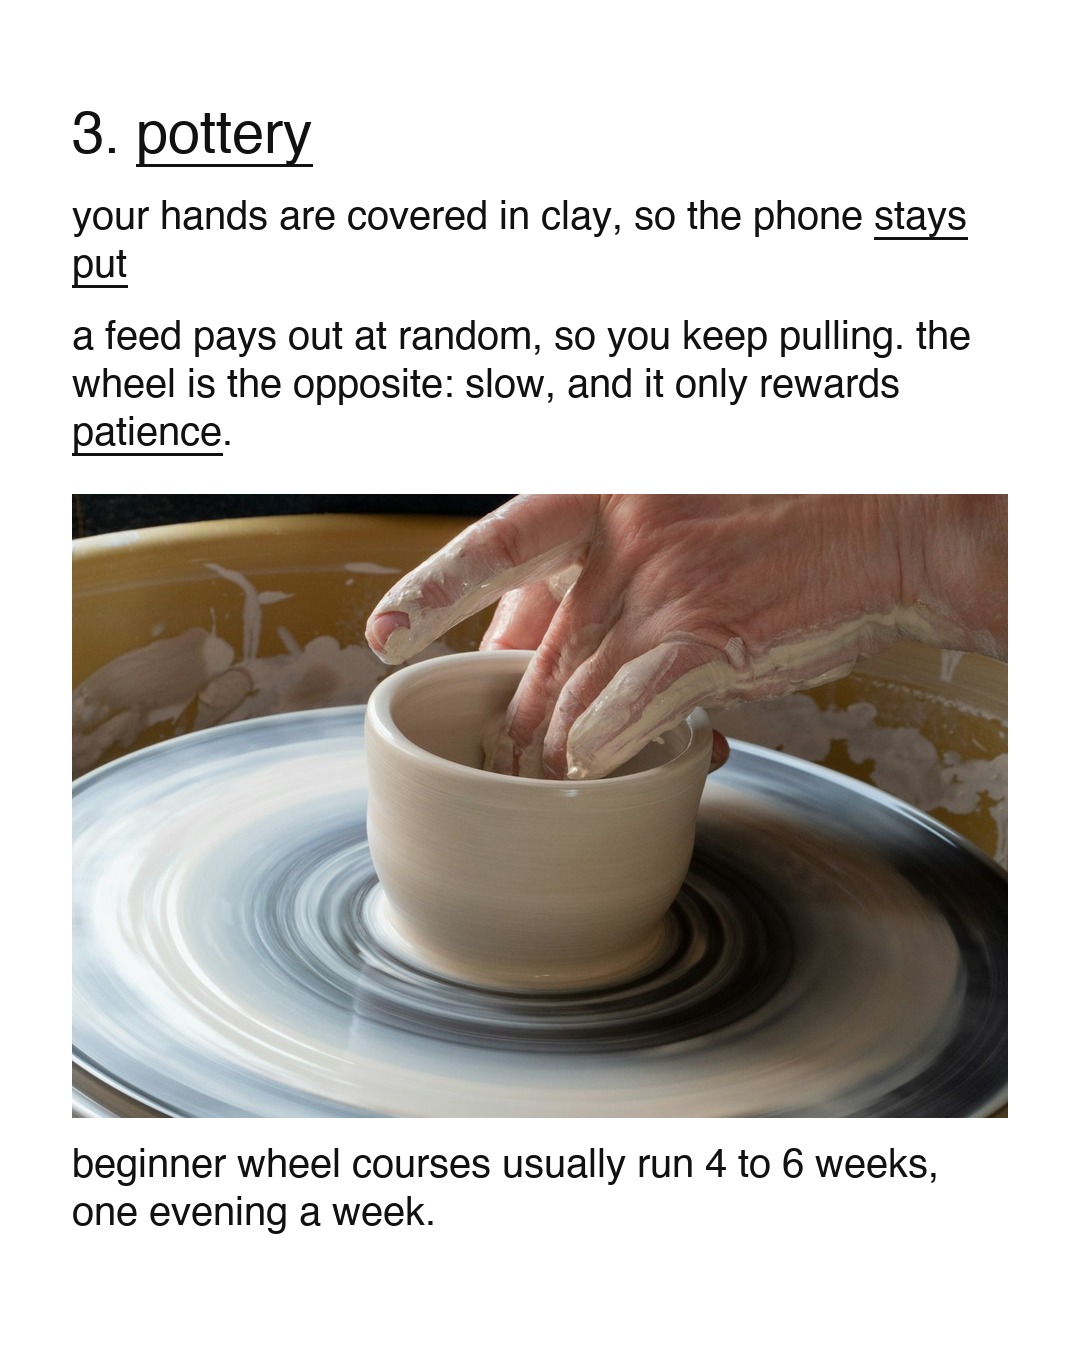 3. pottery
your hands are covered in clay, so the phone stays
put
a feed pays out at random, so you keep pulling. the
wheel is the opposite: slow, and it only rewards
patience.
beginner wheel courses usually run 4 to 6 weeks,
one evening a week.